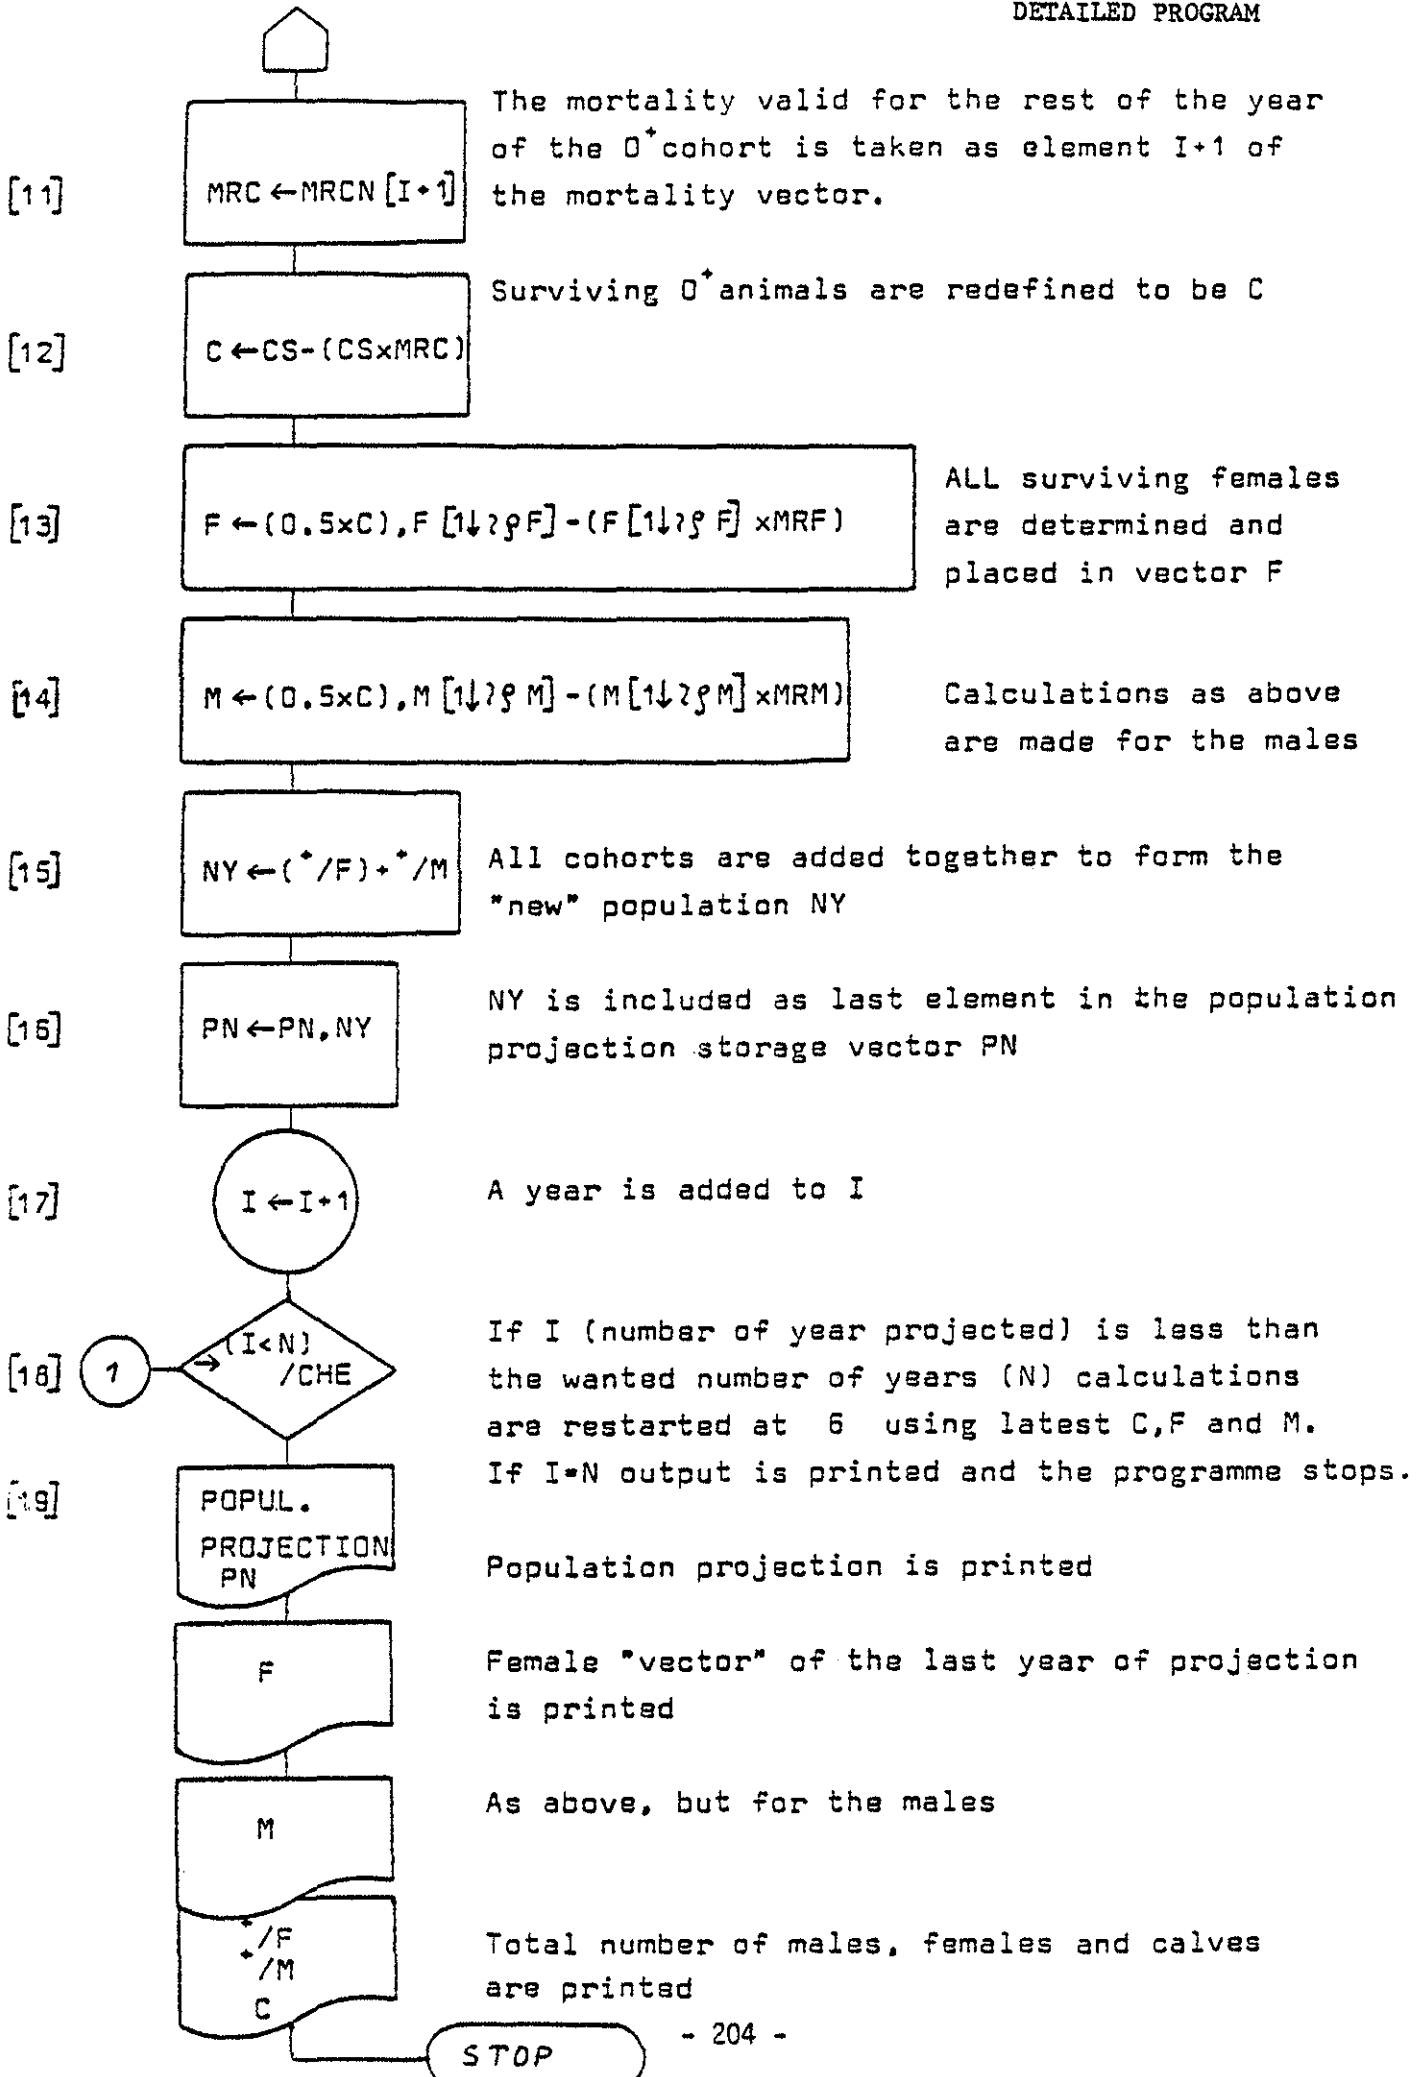 DETAILED PROGRAM
The mortality valid for the rest of the year
of the 0⁺cohort is taken as element I+1 of
[11] MRC←MRCN[I+1] the mortality vector.
Surviving 0⁺animals are redefined to be C
[12] C←CS-(CS×MRC)
ALL surviving females
[13] F←(0.5×C),F[1↓⍳⍴F]-(F[1↓⍳⍴F]×MRF) are determined and
placed in vector F
[14] M←(0.5×C),M[1↓⍳⍴M]-(M[1↓⍳⍴M]×MRM) Calculations as above
are made for the males
[15] NY←(+/F)++/M All cohorts are added together to form the
"new" population NY
NY is included as last element in the population
[16] PN←PN,NY projection storage vector PN
[17] I←I+1 A year is added to I
If I (number of year projected) is less than
[18] 1 →(I<N) the wanted number of years (N) calculations
/CHE are restarted at 6 using latest C,F and M.
If I=N output is printed and the programme stops.
[19] POPUL.
PROJECTION
PN Population projection is printed
F Female "vector" of the last year of projection
is printed
M As above, but for the males
+/F
+/M Total number of males, females and calves
C are printed
- 204 -
STOP